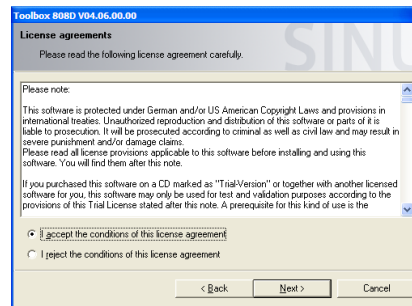 Toolbox 808D V04.06.00.00
License agreements
Please read the following license agreement carefully.
SINU
Please note:
This software is protected under German and/or US American Copyright Laws and provisions in
international treaties. Unauthorized reproduction and distribution of this software or parts of it is
liable to prosecution. It will be prosecuted according to criminal as well as civil law and may result in
severe punishment and/or damage claims.
Please read all license provisions applicable to this software before installing and using this
software. You will find them after this note.
If you purchased this software on a CD marked as "Trial-Version" or together with another licensed
software for you, this software may only be used for test and validation purposes according to the
provisions of this Trial License stated after this note. A prerequisite for this kind of use is the
I accept the conditions of this license agreement
I reject the conditions of this license agreement
< Back
Next >
Cancel